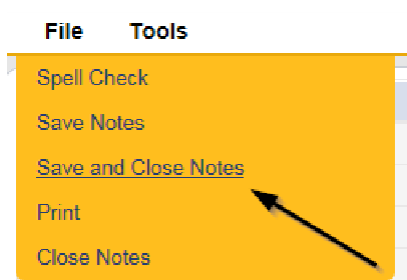 File Tools
Spell Check
Save Notes
Save and Close Notes
Print
Close Notes